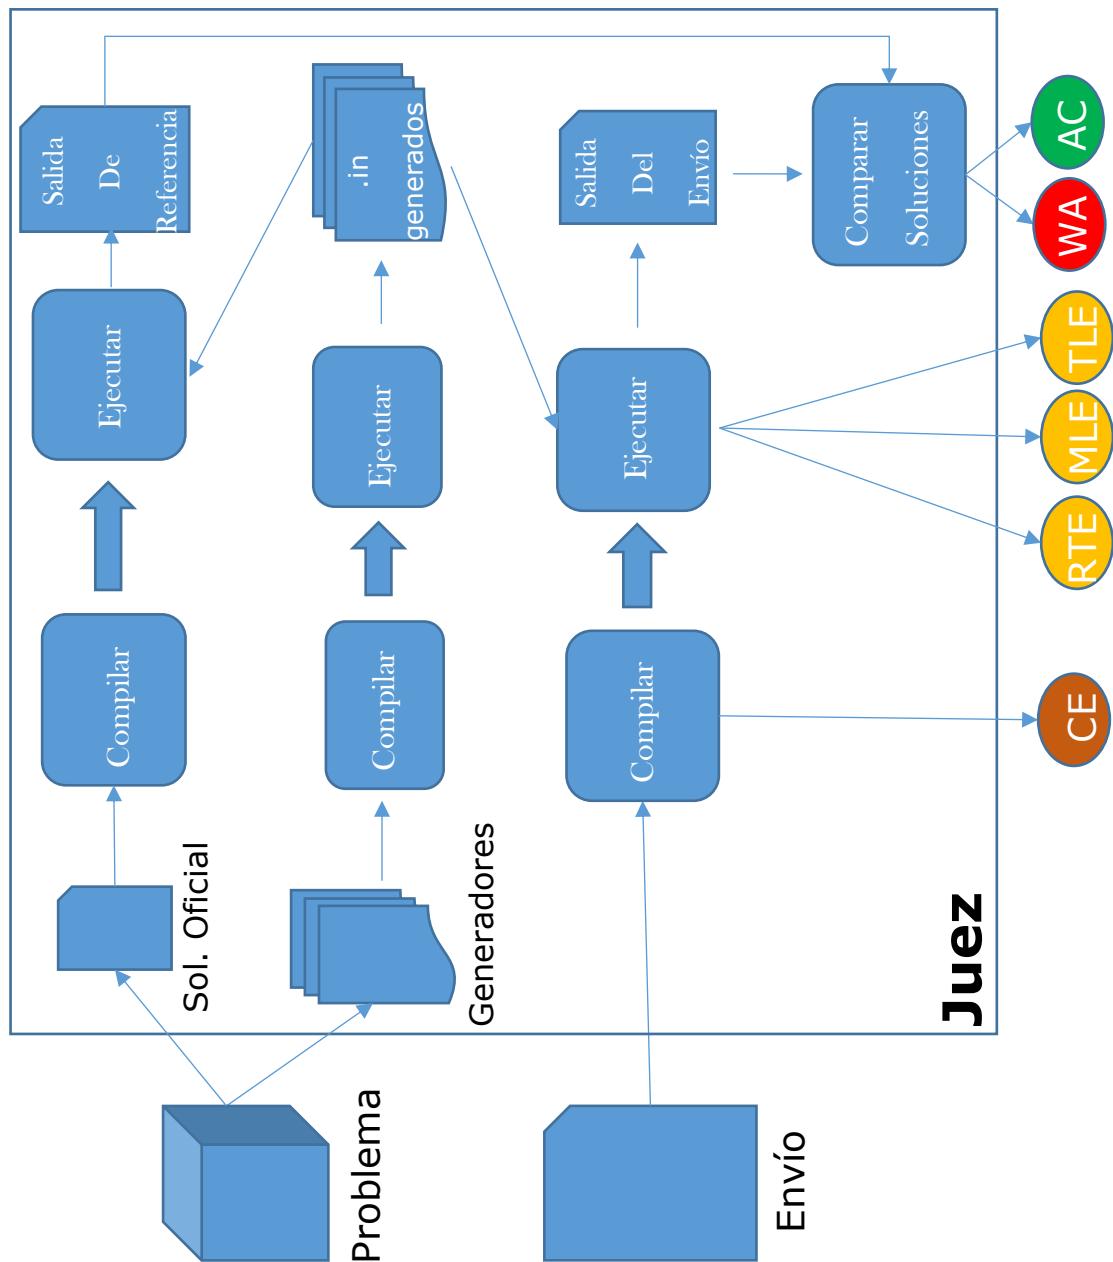 Compilar
Ejecutar
Salida
De
Referencia
Sol. Oficial
Problema
Compilar
Ejecutar
.in
generados
Generadores
Compilar
Ejecutar
Salida
Del
Envío
Envío
Comparar
Soluciones
Juez
CE
RTE
MLE
TLE
WA
AC